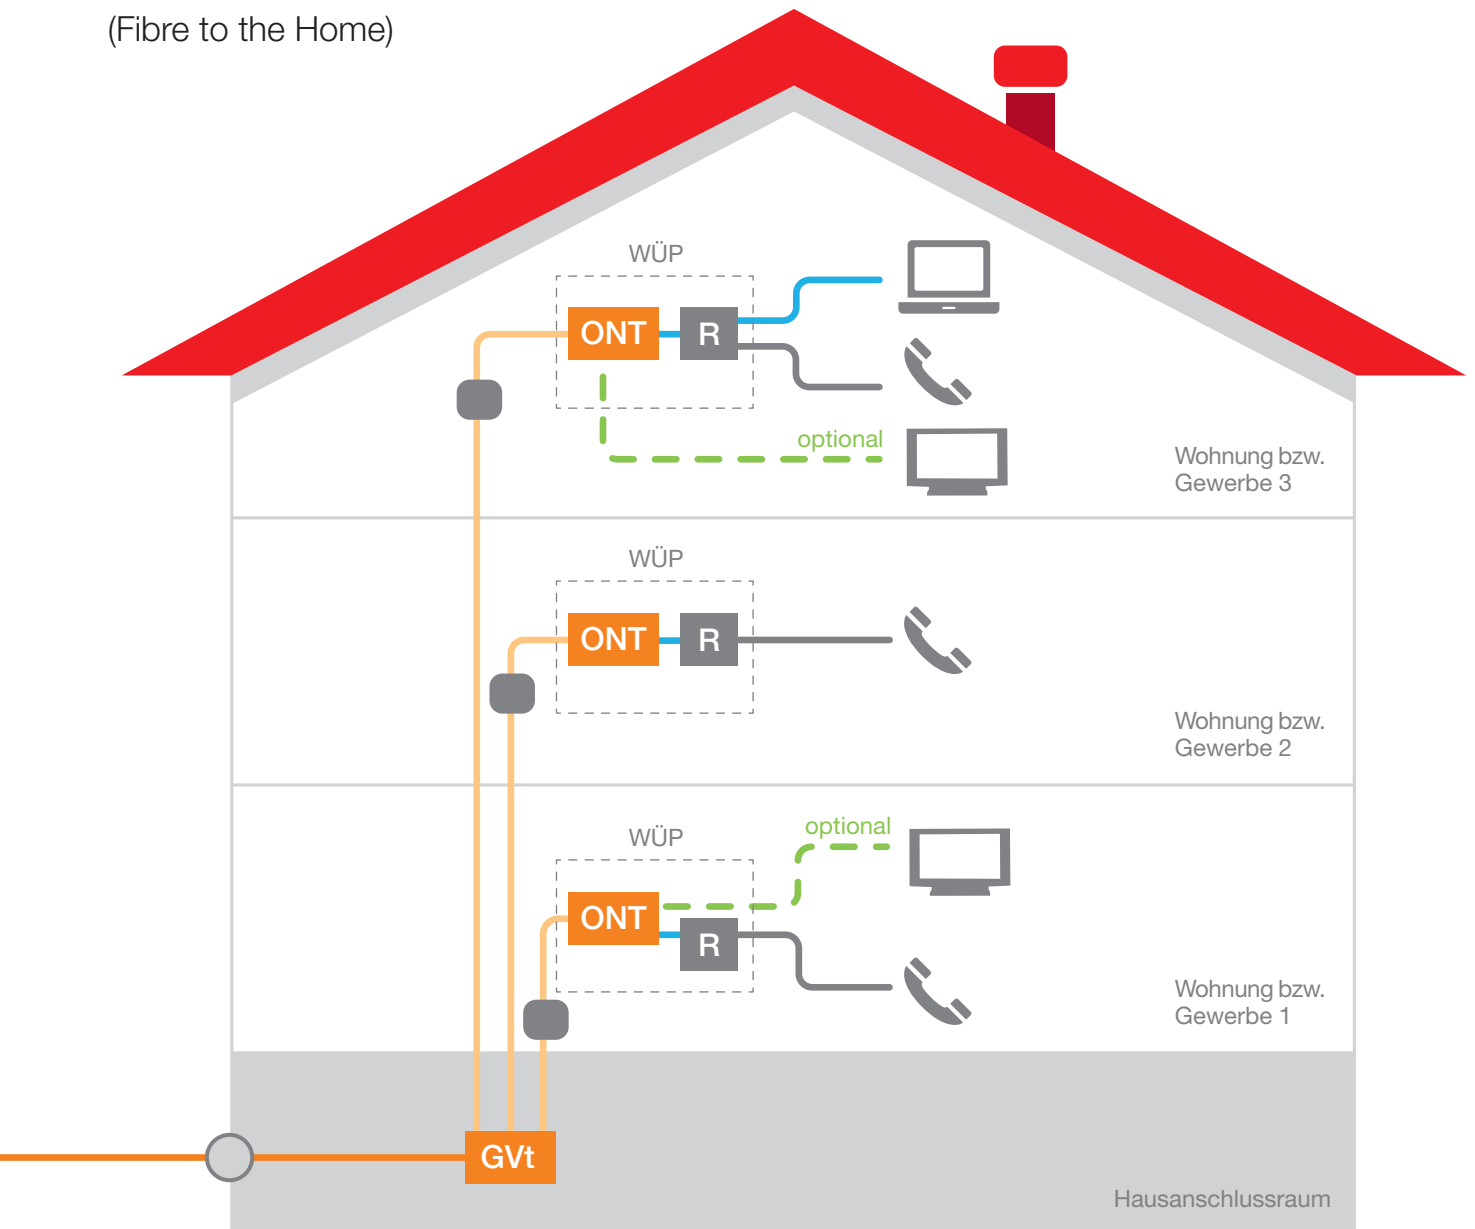 (Fibre to the Home)
WÜP
ONT
R
optional
Wohnung bzw.
Gewerbe 3
WÜP
ONT
R
Wohnung bzw.
Gewerbe 2
optional
WÜP
ONT
R
Wohnung bzw.
Gewerbe 1
GVt
Hausanschlussraum